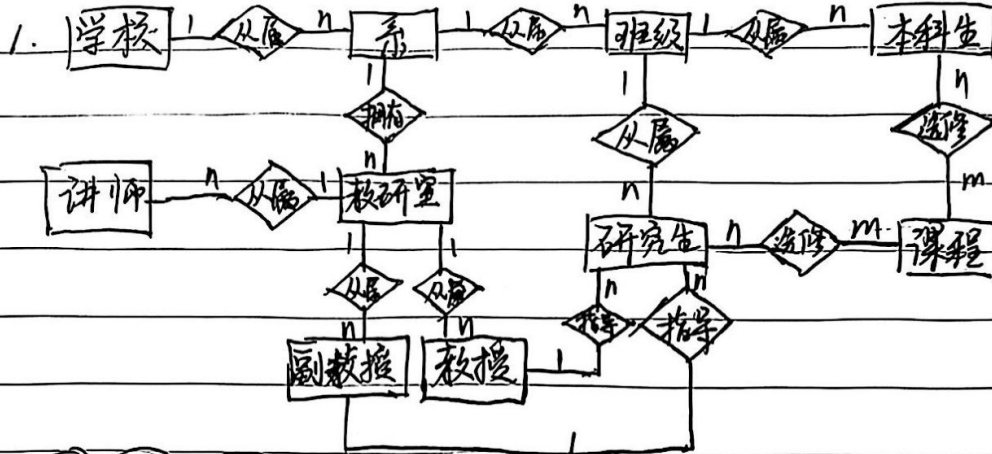 1. 学校 1 从属 n 系 1 从属 n 班级 1 从属 n 本科生
1 1 n
拥有 从属 选修
n n m
讲师 n 从属 1 教研室
研究生 n 选修 m 课程
1 1 n n
从属 从属 指导 指导
n n
副教授 教授 1
1